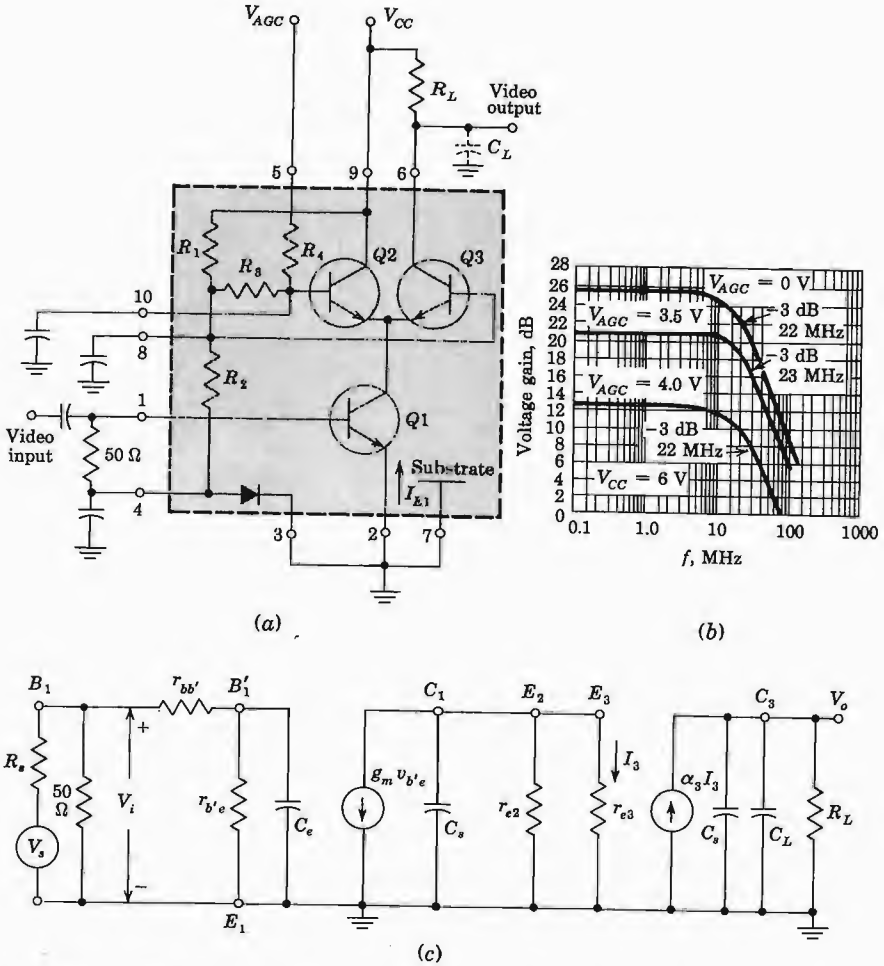 V_AGC V_CC
R_L
Video output
C_L
5 9 6
R_1 R_3 R_4 Q2 Q3
10
8
R_2
1
Q1
Video input
50 Ω
Substrate
I_E1
4
3 2 7
(a)
Voltage gain, dB
28
26
24
22
20
18
16
14
12
10
8
6
4
2
0
V_AGC = 0 V
-3 dB
22 MHz
V_AGC = 3.5 V
-3 dB
23 MHz
V_AGC = 4.0 V
-3 dB
22 MHz
V_CC = 6 V
0.1 1.0 10 100 1000
f, MHz
(b)
B_1 r_bb' B'_1 C_1 E_2 E_3 C_3 V_o
+
R_s 50 Ω V_i r_b'e C_e g_m v_b'e C_s r_e2 r_e3 I_3 α_3 I_3 C_s C_L R_L
V_s
−
E_1
(c)